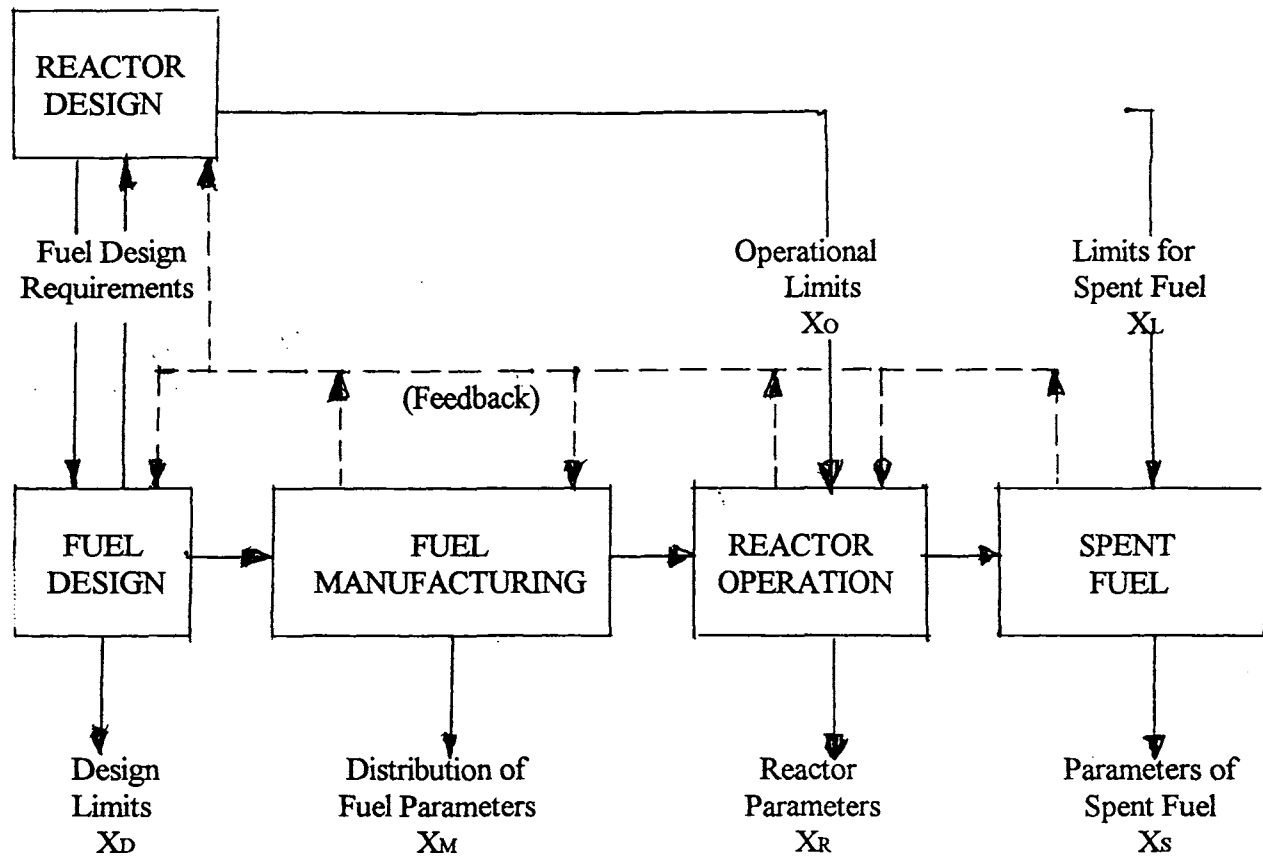 REACTOR
DESIGN
Fuel Design
Requirements
Operational
Limits
XO
Limits for
Spent Fuel
XL
(Feedback)
FUEL
DESIGN
FUEL
MANUFACTURING
REACTOR
OPERATION
SPENT
FUEL
Design
Limits
XD
Distribution of
Fuel Parameters
XM
Reactor
Parameters
XR
Parameters of
Spent Fuel
XS